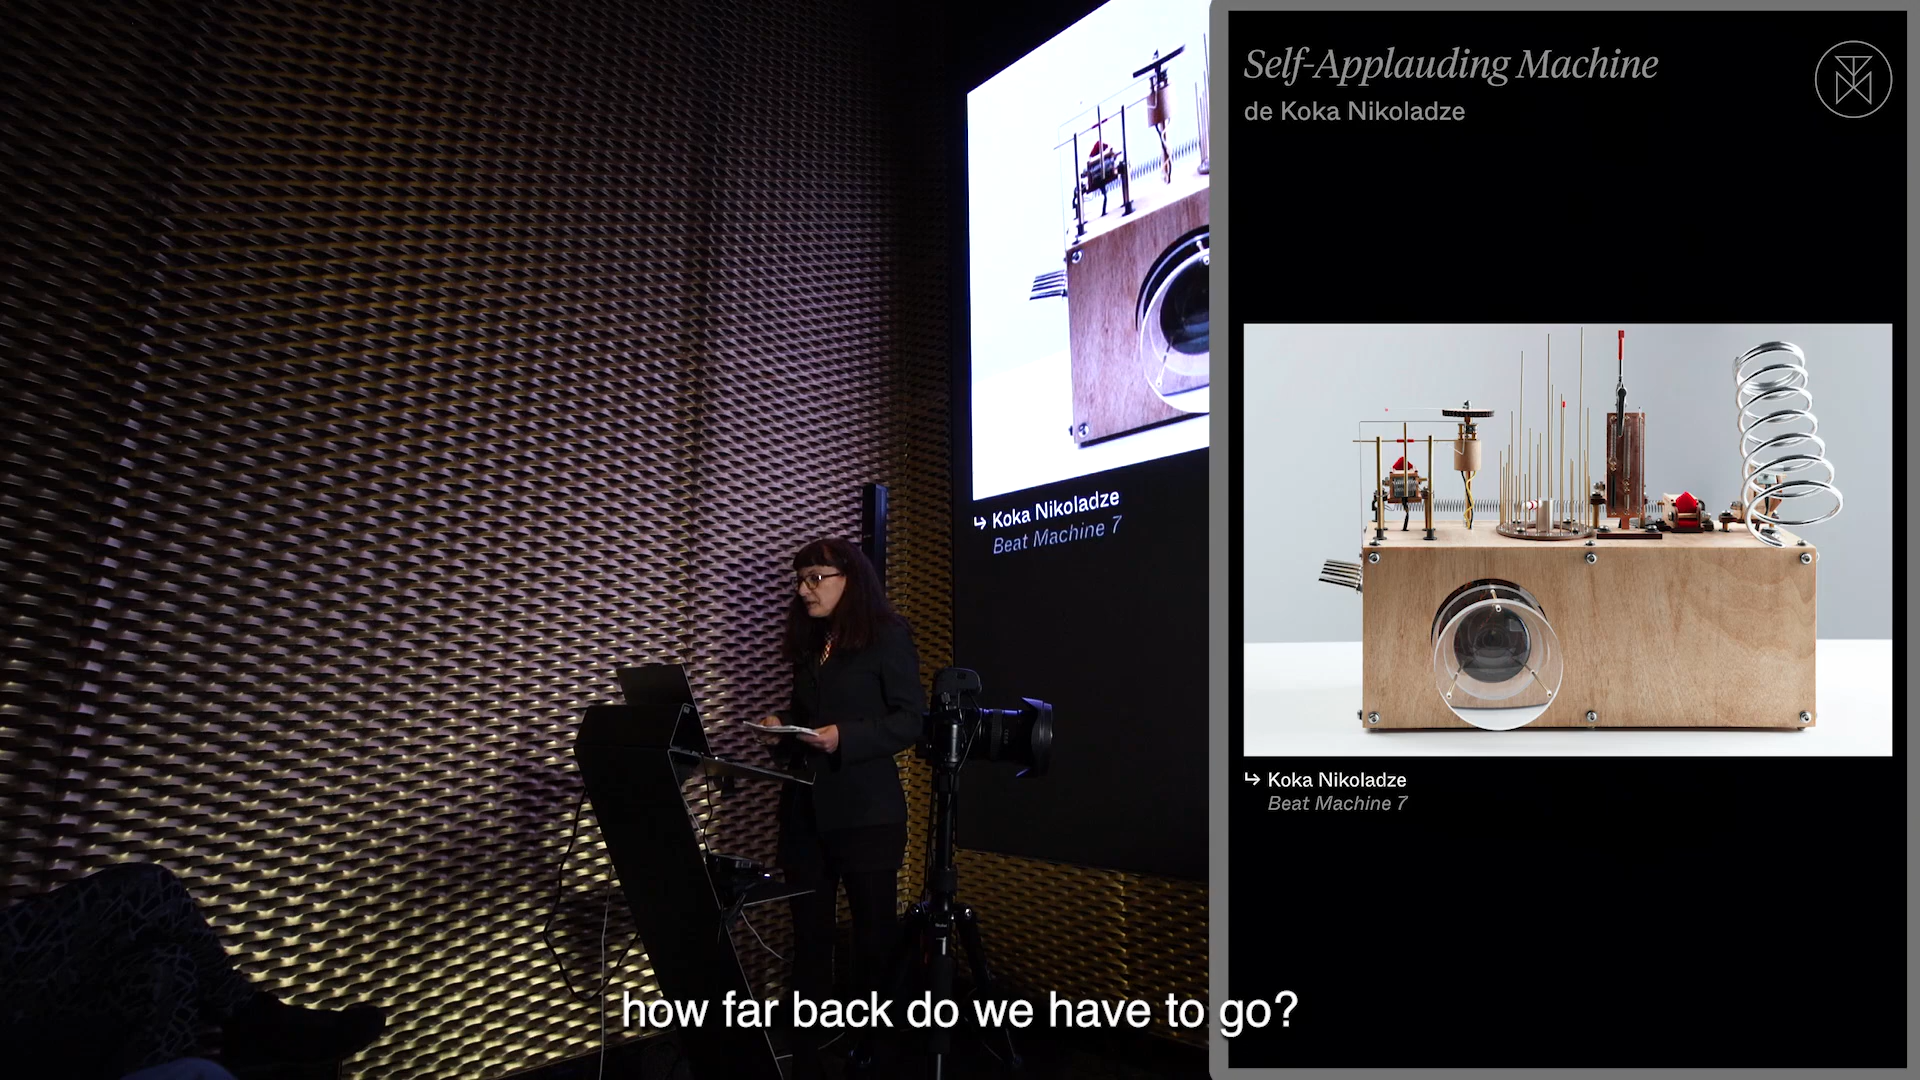 Self-Applauding Machine
de Koka Nikoladze
↳ Koka Nikoladze
Beat Machine 7
↳ Koka Nikoladze
Beat Machine 7
how far back do we have to go?